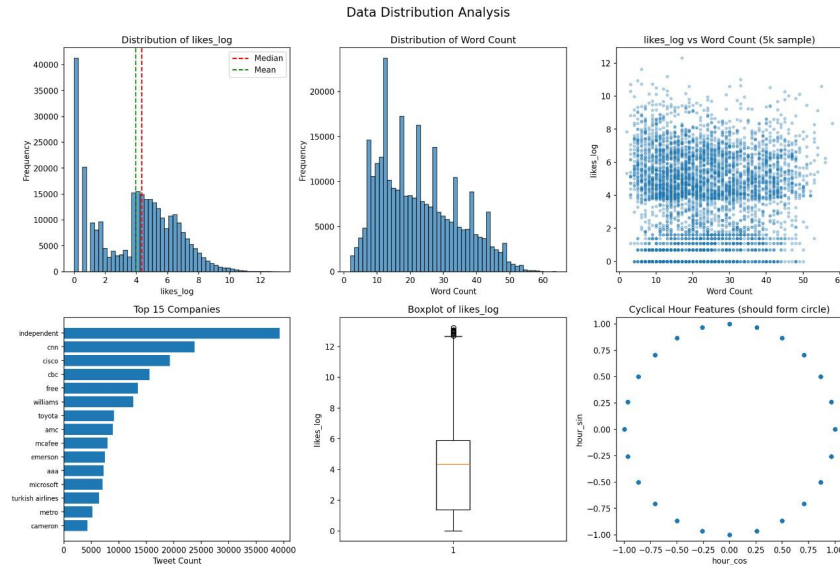 Data Distribution Analysis
Distribution of likes_log
Frequency
40000
35000
30000
25000
20000
15000
10000
5000
0
Median
Mean
0 2 4 6 8 10 12
likes_log
Distribution of Word Count
Frequency
20000
15000
10000
5000
0
0 10 20 30 40 50 60
Word Count
likes_log vs Word Count (5k sample)
likes_log
12
10
8
6
4
2
0
0 10 20 30 40 50 60
Word Count
Top 15 Companies
independent
cnn
cisco
cbc
free
williams
toyota
amc
mcafee
emerson
aaa
microsoft
turkish airlines
metro
cameron
0 5000 10000 15000 20000 25000 30000 35000 40000
Tweet Count
Boxplot of likes_log
likes_log
12
10
8
6
4
2
0
1
Cyclical Hour Features (should form circle)
hour_sin
1.00
0.75
0.50
0.25
0.00
−0.25
−0.50
−0.75
−1.00
−1.00 −0.75 −0.50 −0.25 0.00 0.25 0.50 0.75 1.00
hour_cos